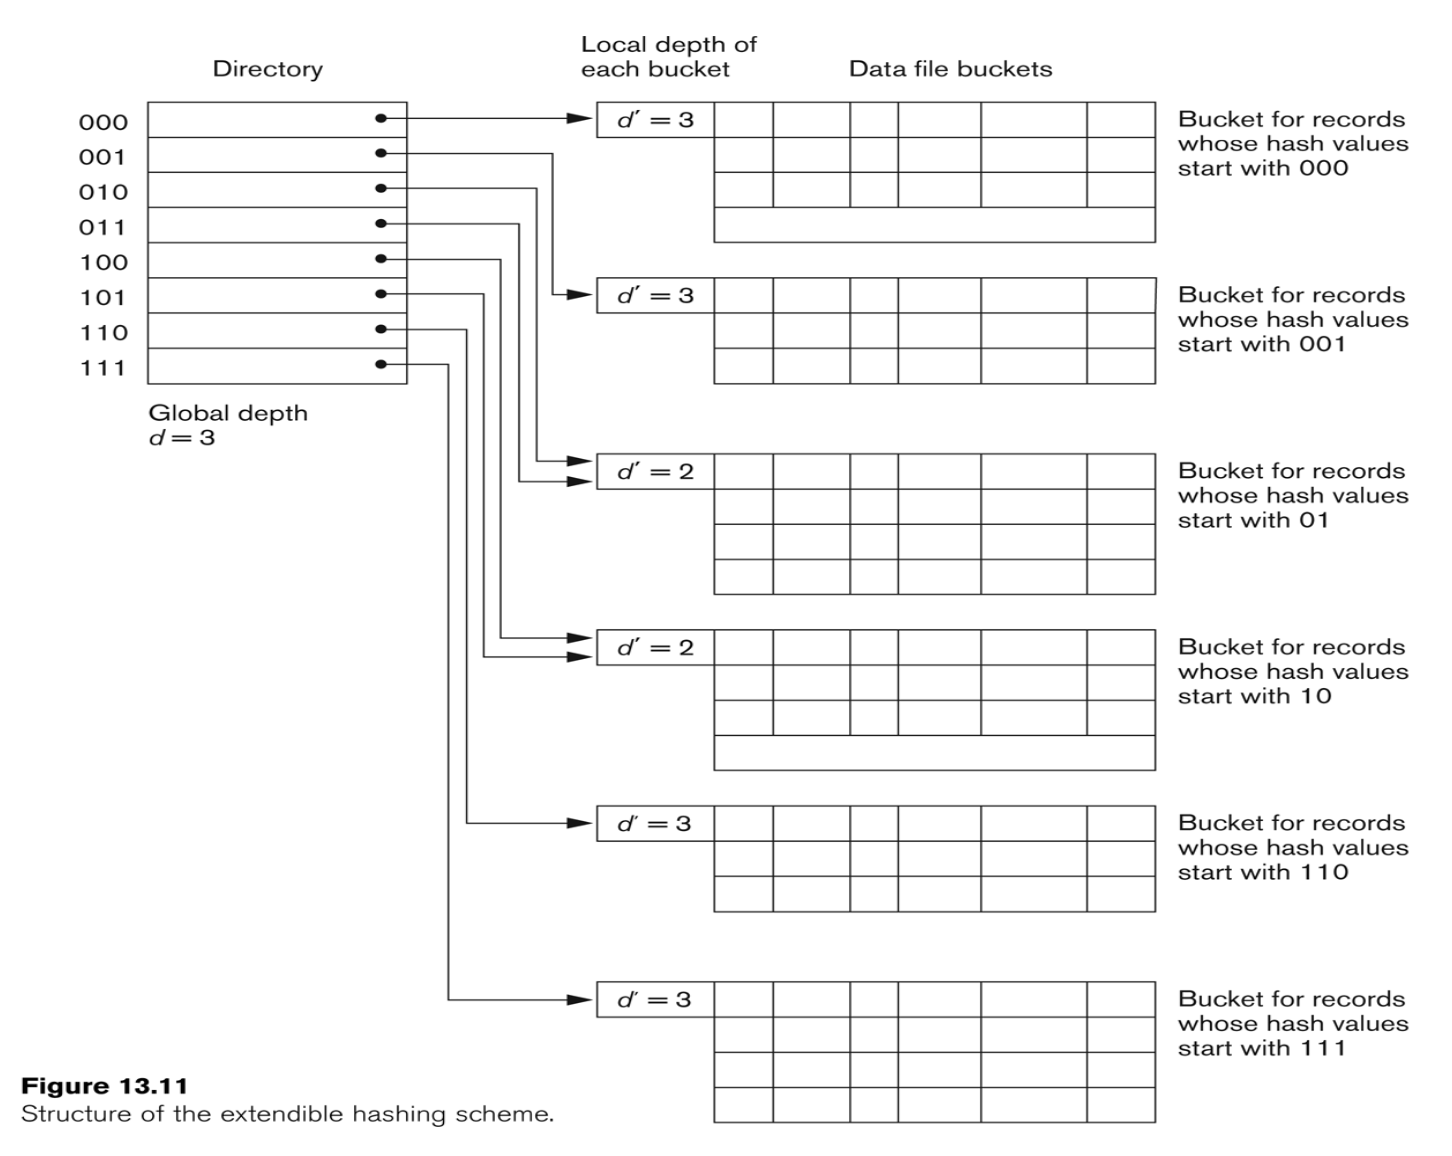 Directory
Local depth of
each bucket
Data file buckets
000
001
010
011
100
101
110
111
Global depth
d = 3
d′ = 3
Bucket for records
whose hash values
start with 000
d′ = 3
Bucket for records
whose hash values
start with 001
d′ = 2
Bucket for records
whose hash values
start with 01
d′ = 2
Bucket for records
whose hash values
start with 10
d′ = 3
Bucket for records
whose hash values
start with 110
d′ = 3
Bucket for records
whose hash values
start with 111
Figure 13.11
Structure of the extendible hashing scheme.